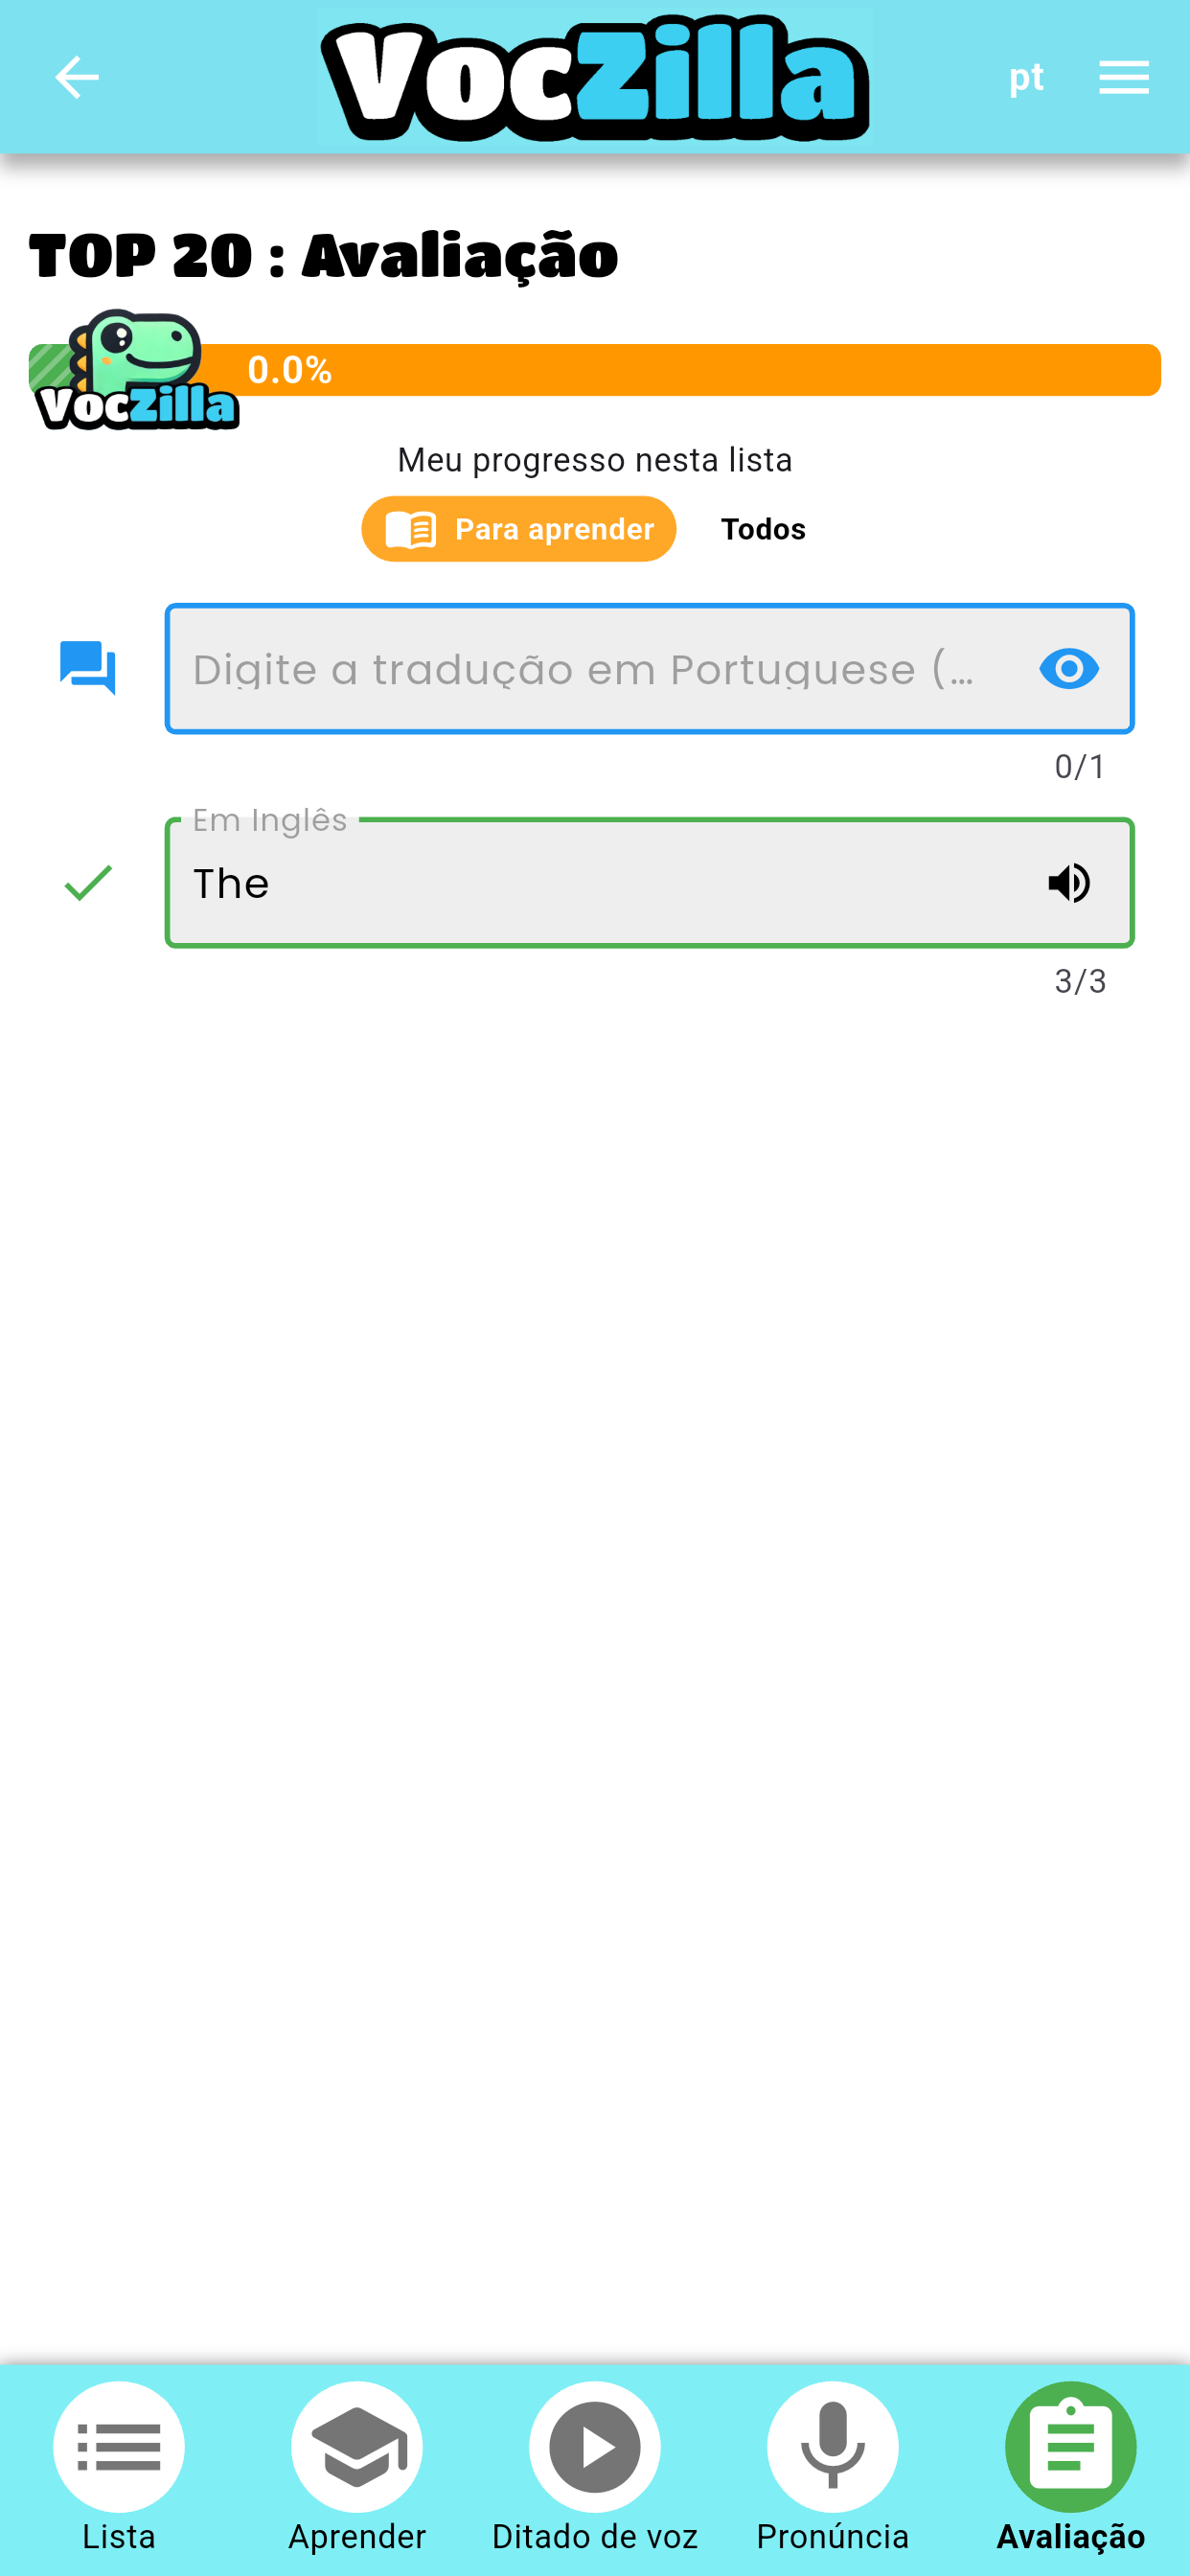 VocZilla
pt
TOP 20 : Avaliação
0.0%
VocZilla
Meu progresso nesta lista
Para aprender
Todos
Digite a tradução em Portuguese (...
0/1
Em Inglês
The
3/3
Lista
Aprender
Ditado de voz
Pronúncia
Avaliação